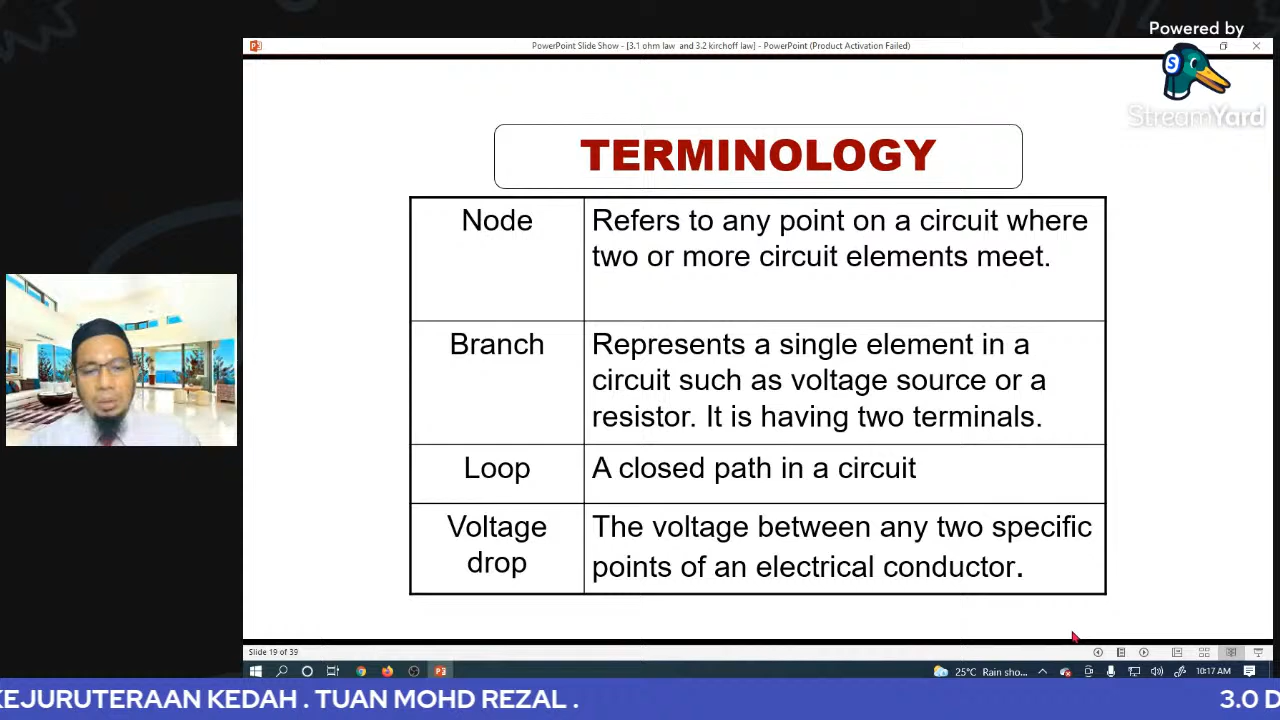 Powered by
StreamYard
PowerPoint Slide Show - [3.1 ohm law and 3.2 kirchoff law] - PowerPoint (Product Activation Failed)
TERMINOLOGY
Node
Refers to any point on a circuit where
two or more circuit elements meet.
Branch
Represents a single element in a
circuit such as voltage source or a
resistor. It is having two terminals.
Loop
A closed path in a circuit
Voltage
drop
The voltage between any two specific
points of an electrical conductor.
Slide 19 of 39
25°C Rain sho...
10:17 AM
KEJURUTERAAN KEDAH . TUAN MOHD REZAL .
3.0 D